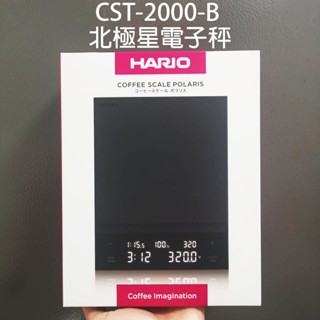 CST-2000-B
北極星電子秤
HARIO
COFFEE SCALE POLARIS
コーヒースケール ポラリス
1:15.5 100% 320
3:12 320.0
Coffee Imagination